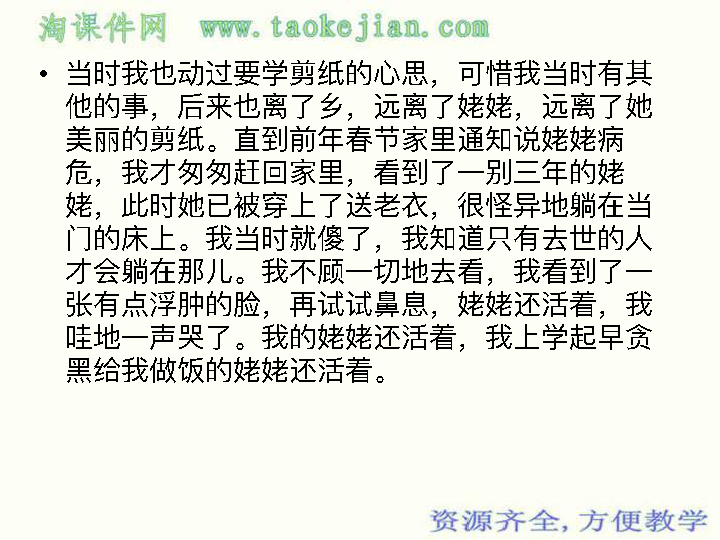 淘课件网 www.taokejian.com
• 当时我也动过要学剪纸的心思，可惜我当时有其
他的事，后来也离了乡，远离了姥姥，远离了她
美丽的剪纸。直到前年春节家里通知说姥姥病
危，我才匆匆赶回家里，看到了一别三年的姥
姥，此时她已被穿上了送老衣，很怪异地躺在当
门的床上。我当时就傻了，我知道只有去世的人
才会躺在那儿。我不顾一切地去看，我看到了一
张有点浮肿的脸，再试试鼻息，姥姥还活着，我
哇地一声哭了。我的姥姥还活着，我上学起早贪
黑给我做饭的姥姥还活着。
资源齐全,方便教学